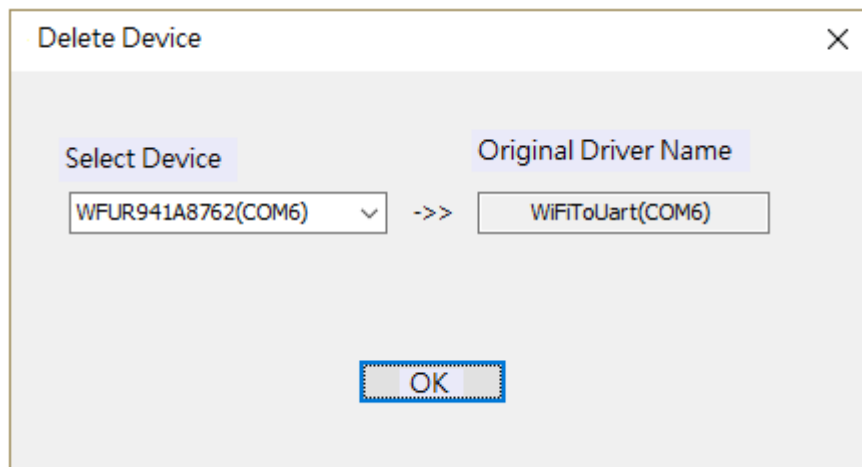 Delete Device
Select Device
Original Driver Name
WFUR941A8762(COM6)
->>
WiFiToUart(COM6)
OK